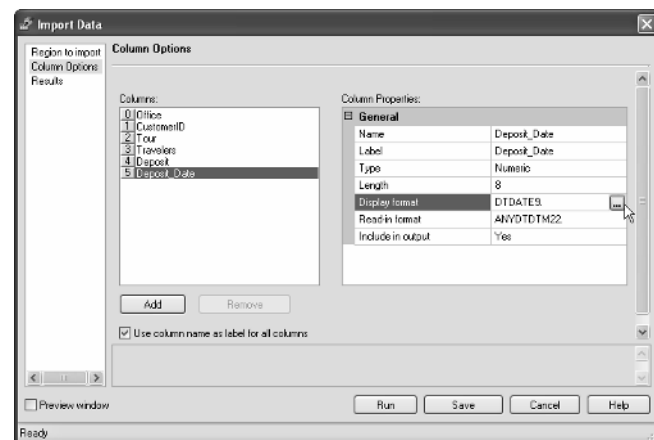 Import Data
Region to import
Column Options
Results
Column Options
Columns:
0 Office
1 CustomerID
2 Tour
3 Travelers
4 Deposit
5 Deposit_Date
Add
Remove
Use column name as label for all columns
Column Properties:
General
Name Deposit_Date
Label Deposit_Date
Type Numeric
Length 8
Display format DTDATE9. ...
Read-in format ANYDTDTM22.
Include in output Yes
Preview window
Run
Save
Cancel
Help
Ready